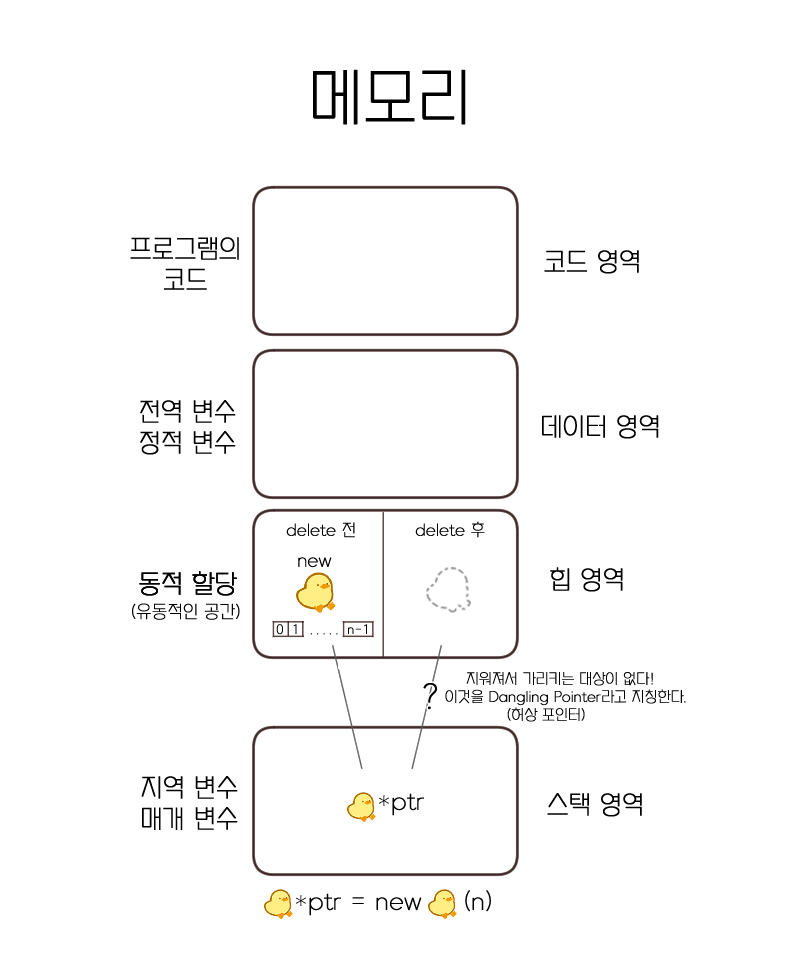 메모리
프로그램의
코드
코드 영역
전역 변수
정적 변수
데이터 영역
delete 전
new
0 1 ..... n-1
delete 후
동적 할당
(유동적인 공간)
힙 영역
?
지워져서 가리키는 대상이 없다!
이것을 Dangling Pointer라고 지칭한다.
(허상 포인터)
지역 변수
매개 변수
*ptr
스택 영역
*ptr = new (n)